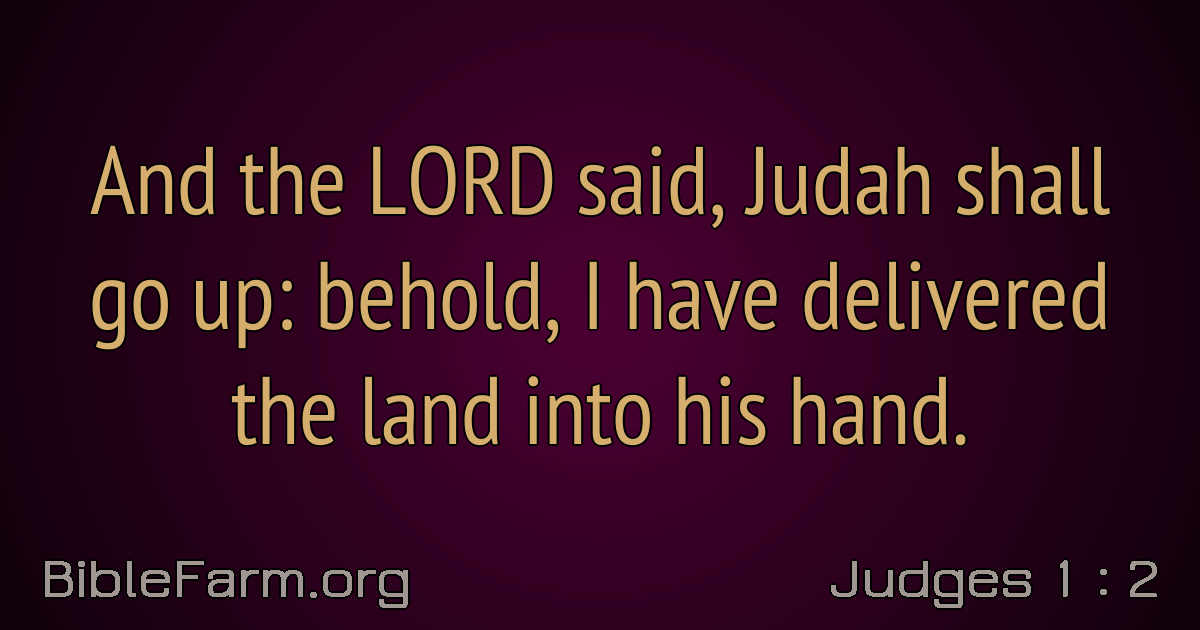 And the LORD said, Judah shall
go up: behold, I have delivered
the land into his hand.
BibleFarm.org
Judges 1 : 2